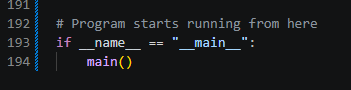 191
192 # Program starts running from here
193 if __name__ == "__main__":
194     main()